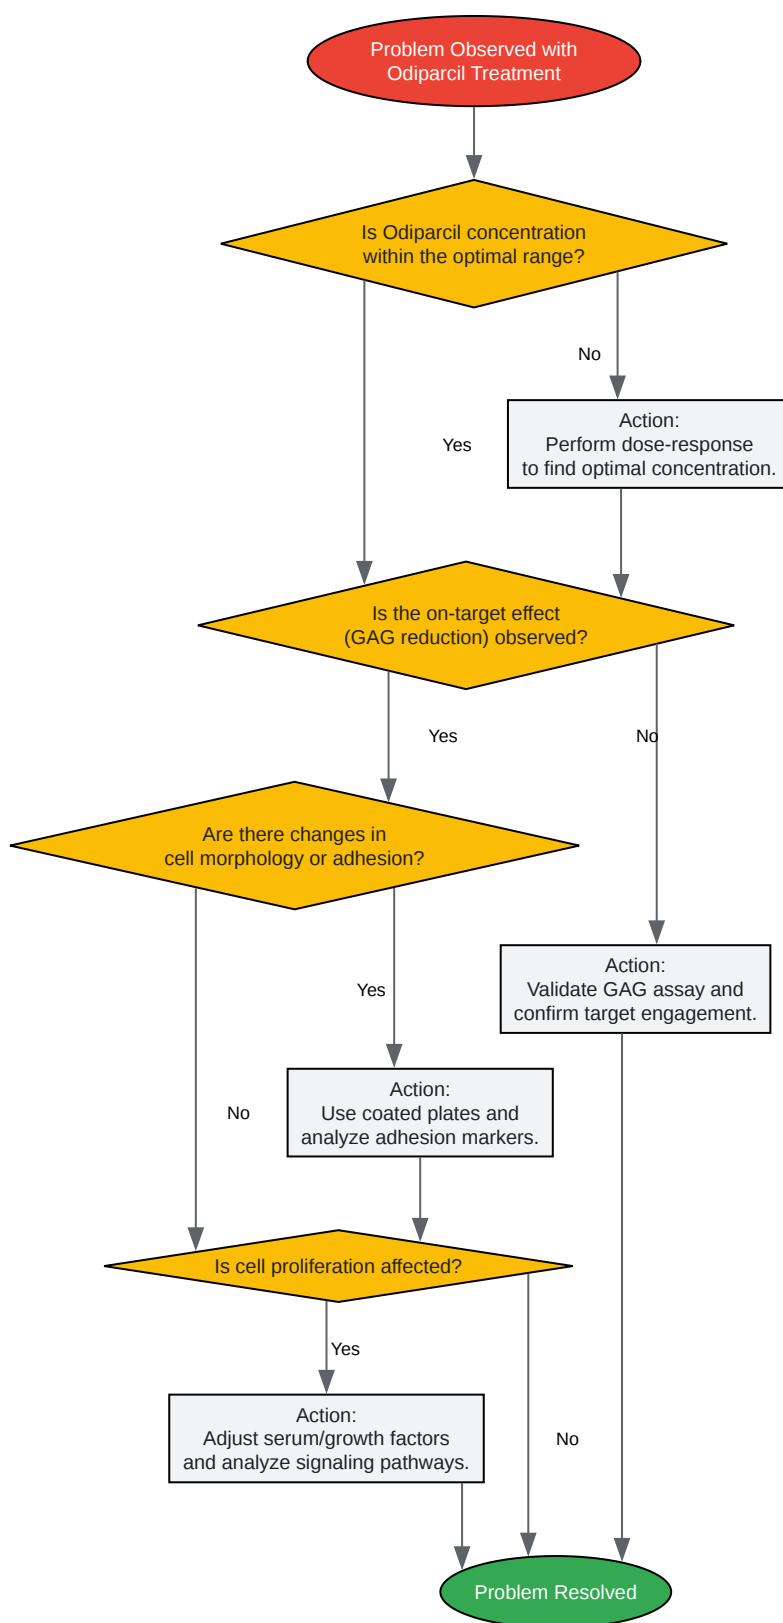 Problem Observed with
Odiparcil Treatment
Is Odiparcil concentration
within the optimal range?
No
Action:
Perform dose-response
to find optimal concentration.
Yes
Is the on-target effect
(GAG reduction) observed?
Yes
No
Are there changes in
cell morphology or adhesion?
Action:
Validate GAG assay and
confirm target engagement.
Yes
Action:
Use coated plates and
analyze adhesion markers.
No
Is cell proliferation affected?
Yes
Action:
Adjust serum/growth factors
and analyze signaling pathways.
No
Problem Resolved